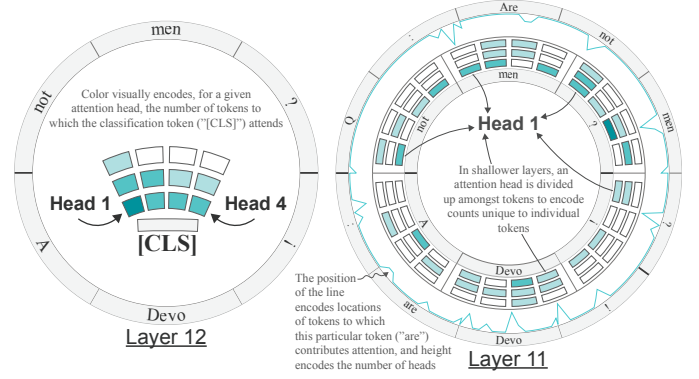 men
not
?
Color visually encodes, for a given
attention head, the number of tokens to
which the classification token ("[CLS]") attends
Head 1
Head 4
[CLS]
A
!
Devo
Layer 12
Are
:
not
Q
men
:
?
are
!
Devo
men
not
?
Head 1
In shallower layers, an
attention head is divided
up amongst tokens to encode
counts unique to individual
tokens
A
!
Devo
The position
of the line
encodes locations
of tokens to which
this particular token ("are")
contributes attention, and height
encodes the number of heads
Layer 11